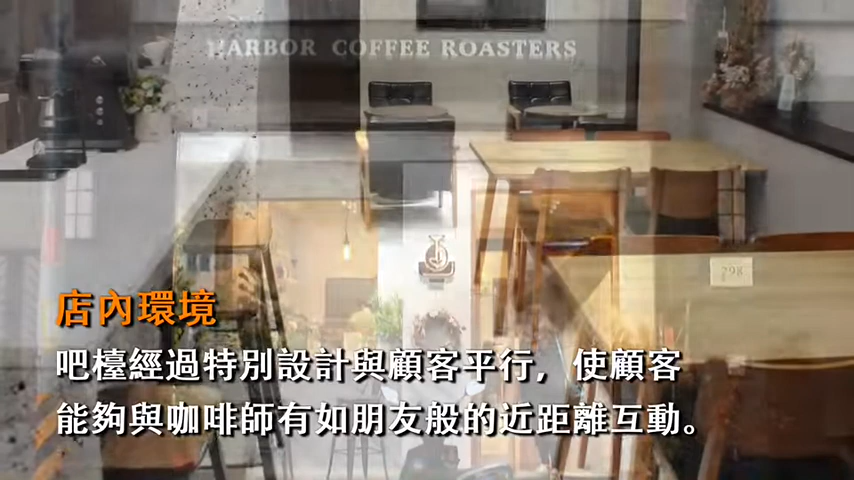 HARBOR COFFEE ROASTERS
298
店內環境
吧檯經過特別設計與顧客平行，使顧客
能夠與咖啡師有如朋友般的近距離互動。